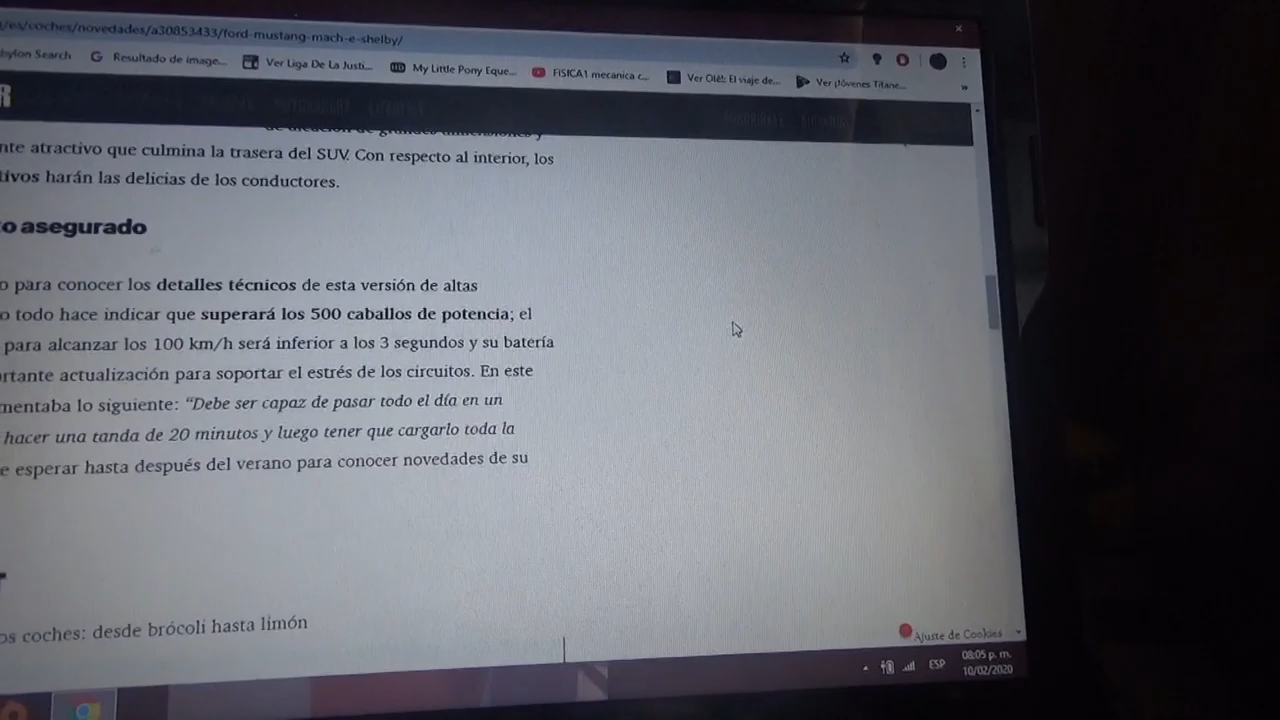 /es/coches/novedades/a30853433/ford-mustang-mach-e-shelby/
bylon Search
Resultado de image...
Ver Liga De La Justi...
My Little Pony Eque...
FISICA1 mecanica c...
Ver Olé!: El viaje de...
Ver ¡Jóvenes Titane...
»
R
de aleación de grandes dimensiones y
nte atractivo que culmina la trasera del SUV. Con respecto al interior, los
tivos harán las delicias de los conductores.
o asegurado
o para conocer los detalles técnicos de esta versión de altas
o todo hace indicar que superará los 500 caballos de potencia; el
para alcanzar los 100 km/h será inferior a los 3 segundos y su batería
rtante actualización para soportar el estrés de los circuitos. En este
mentaba lo siguiente: “Debe ser capaz de pasar todo el día en un
hacer una tanda de 20 minutos y luego tener que cargarlo toda la
e esperar hasta después del verano para conocer novedades de su
os coches: desde brócoli hasta limón
Ajuste de Cookies
ESP
08:05 p. m.
10/02/2020